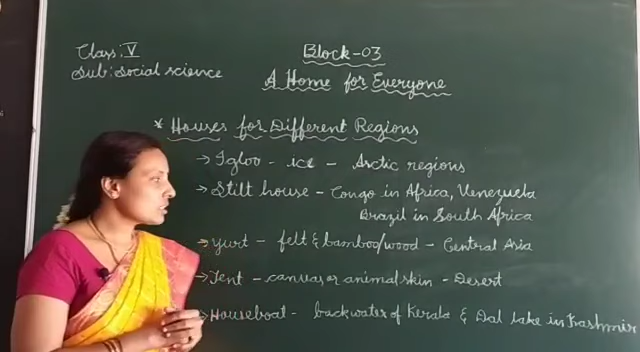 Class: V
Block-03
Sub: Social science
A Home for Everyone
* Houses for Different Regions
→ Igloo - ice - Arctic regions
→ Stilt house - Congo in Africa, Venezuela
Brazil in South Africa
→ Yurt - felt & bamboo/wood - Central Asia
→ Tent - canvas or animal skin - Desert
→ Houseboat - backwater of Kerala & Dal lake in Kashmir